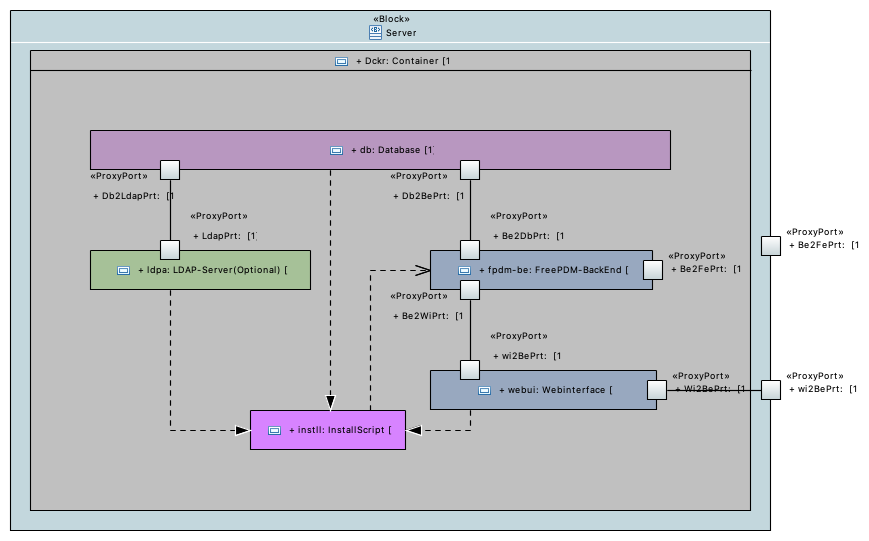 «Block»
Server
+ Dckr: Container [1
+ db: Database [1]
«ProxyPort»
+ Db2LdapPrt: [1
«ProxyPort»
+ Db2BePrt: [1
«ProxyPort»
+ LdapPrt: [1]
«ProxyPort»
+ Be2DbPrt: [1
«ProxyPort»
+ Be2FePrt: [1
+ ldpa: LDAP-Server(Optional) [
+ fpdm-be: FreePDM-BackEnd [
«ProxyPort»
+ Be2FePrt: [1
«ProxyPort»
+ Be2WiPrt: [1
«ProxyPort»
+ wi2BePrt: [1
+ webui: Webinterface [
«ProxyPort»
+ Wi2BePrt: [1
«ProxyPort»
+ wi2BePrt: [1
+ instll: InstallScript [